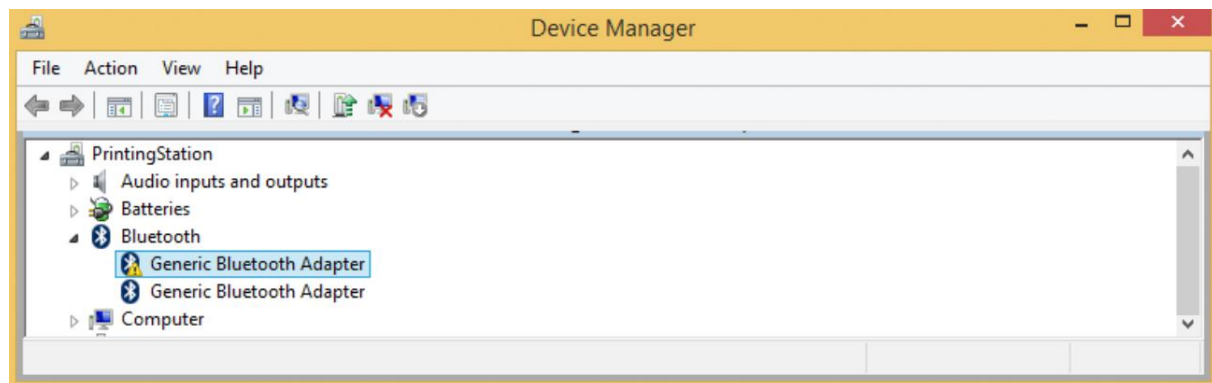 Device Manager
File Action View Help
PrintingStation
Audio inputs and outputs
Batteries
Bluetooth
Generic Bluetooth Adapter
Generic Bluetooth Adapter
Computer